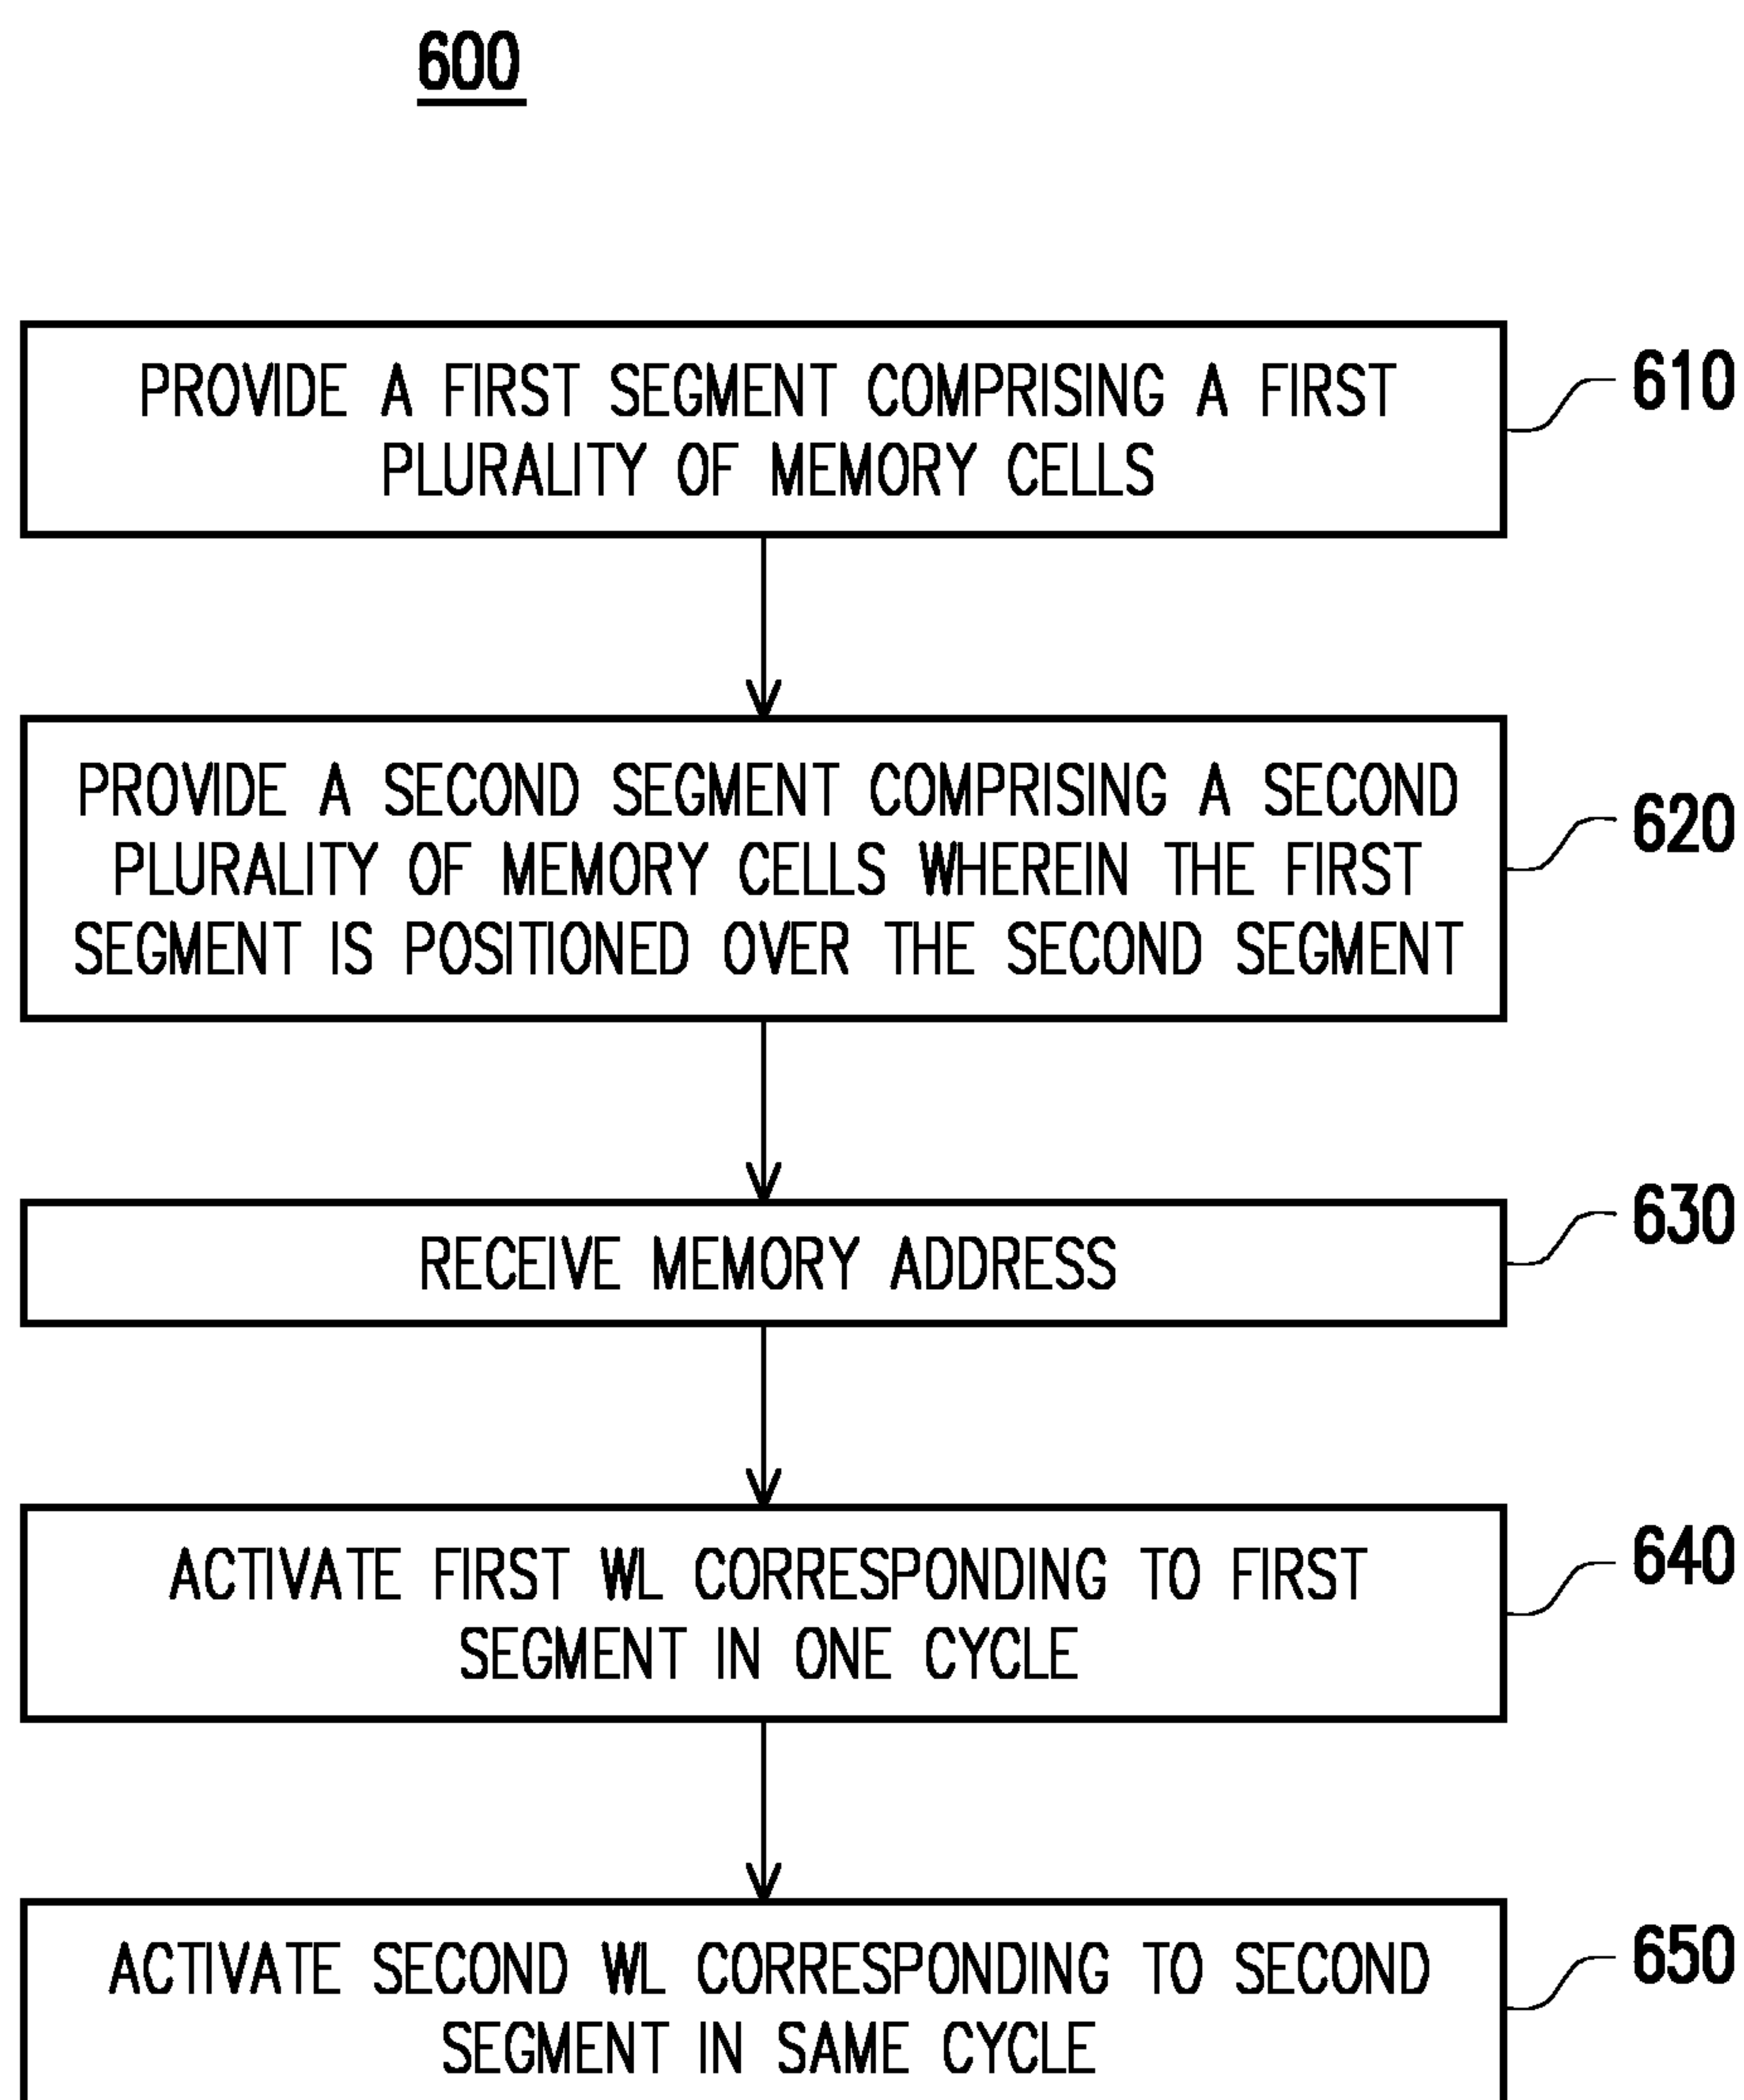 600
PROVIDE A FIRST SEGMENT COMPRISING A FIRST
PLURALITY OF MEMORY CELLS
610
PROVIDE A SECOND SEGMENT COMPRISING A SECOND
PLURALITY OF MEMORY CELLS WHEREIN THE FIRST
SEGMENT IS POSITIONED OVER THE SECOND SEGMENT
620
RECEIVE MEMORY ADDRESS
630
ACTIVATE FIRST WL CORRESPONDING TO FIRST
SEGMENT IN ONE CYCLE
640
ACTIVATE SECOND WL CORRESPONDING TO SECOND
SEGMENT IN SAME CYCLE
650